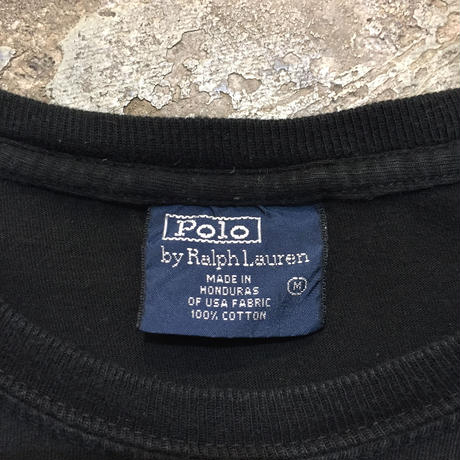 Polo
by Ralph Lauren
MADE IN
HONDURAS
OF USA FABRIC
100% COTTON
M